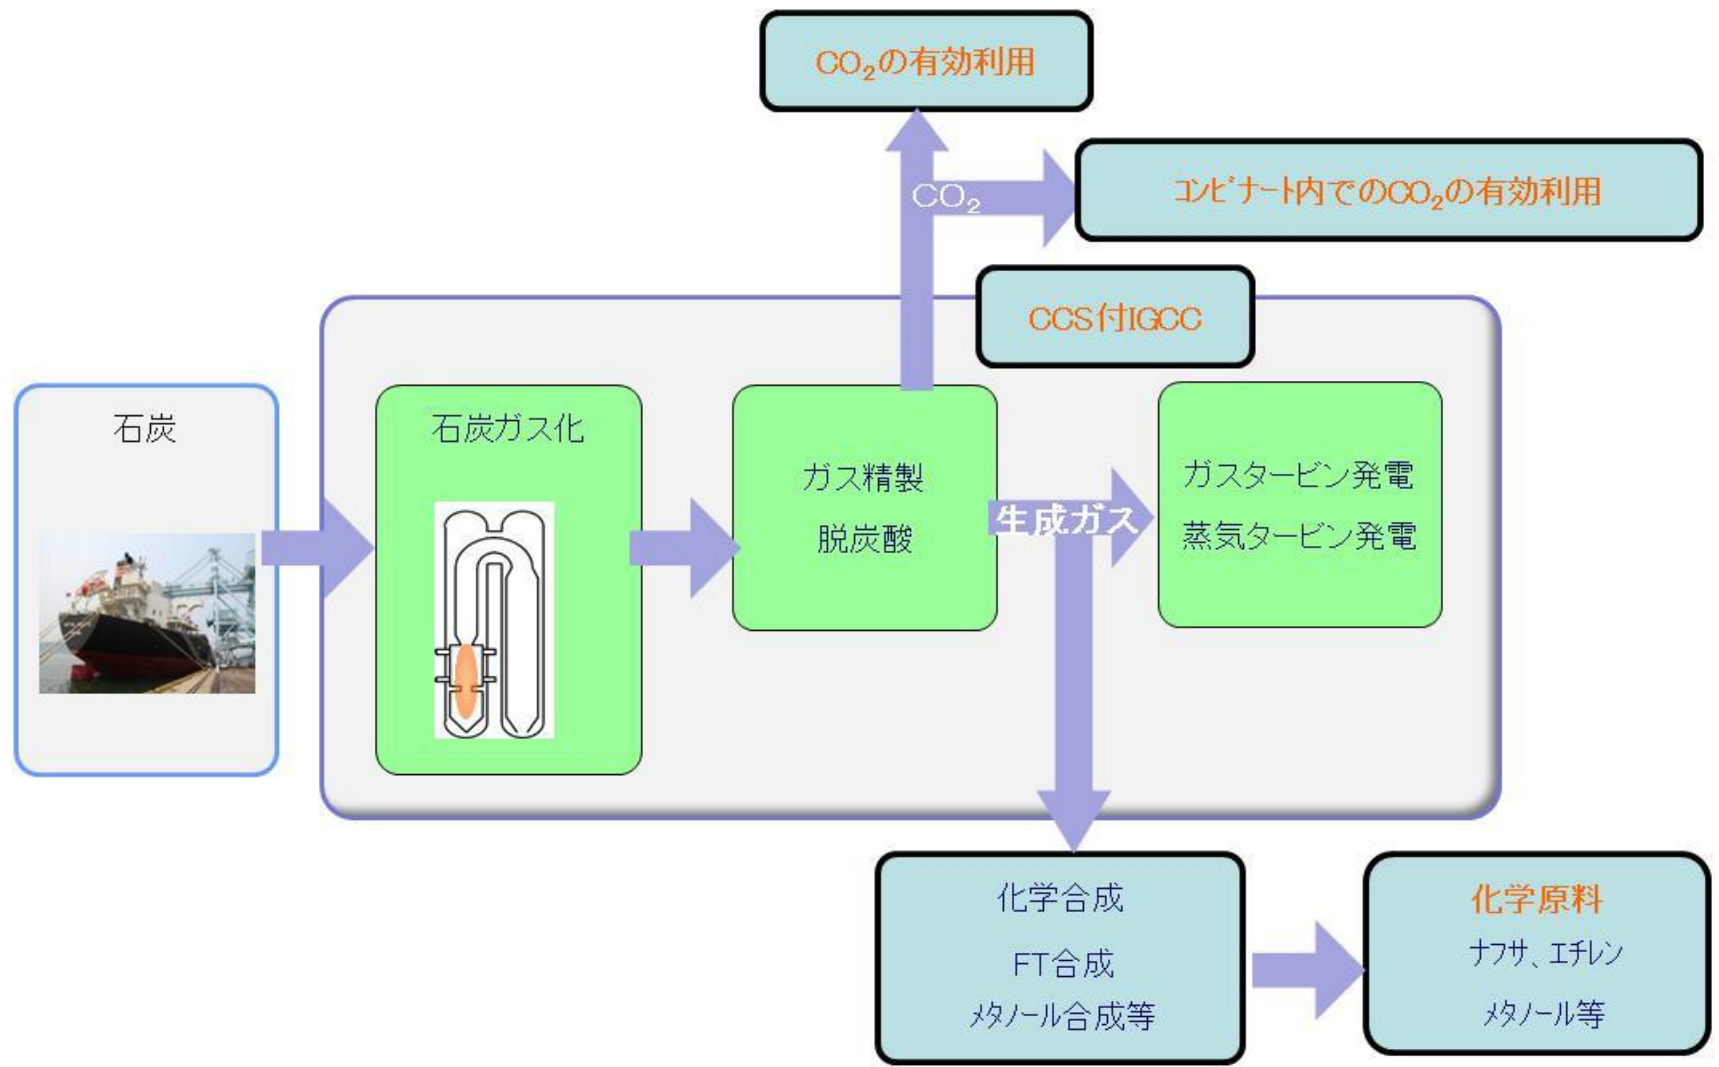 CO₂の有効利用
CO₂
コンビナート内でのCO₂の有効利用
CCS付IGCC
石炭
石炭ガス化
ガス精製
脱炭酸
生成ガス
ガスタービン発電
蒸気タービン発電
化学合成
FT合成
メタノール合成等
化学原料
ナフサ、エチレン
メタノール等